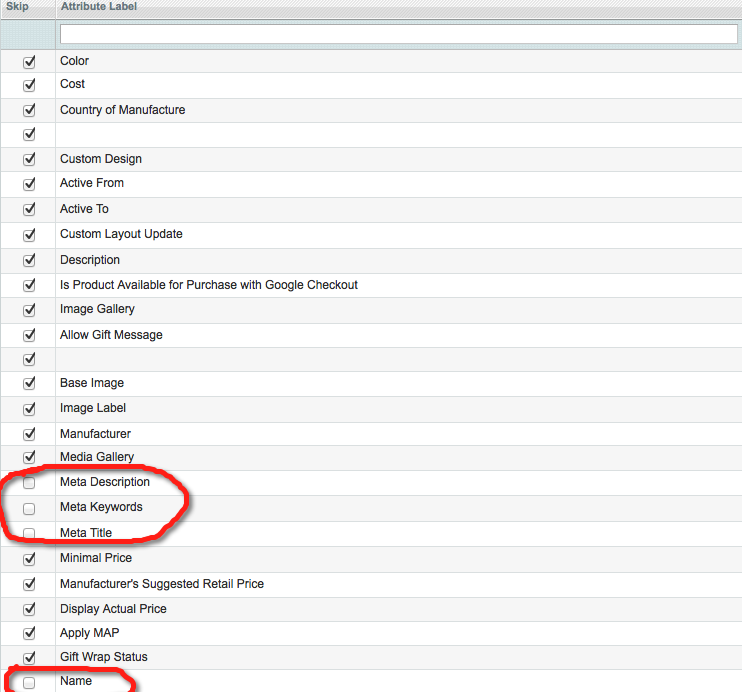 Skip Attribute Label
Color
Cost
Country of Manufacture
Custom Design
Active From
Active To
Custom Layout Update
Description
Is Product Available for Purchase with Google Checkout
Image Gallery
Allow Gift Message
Base Image
Image Label
Manufacturer
Media Gallery
Meta Description
Meta Keywords
Meta Title
Minimal Price
Manufacturer's Suggested Retail Price
Display Actual Price
Apply MAP
Gift Wrap Status
Name